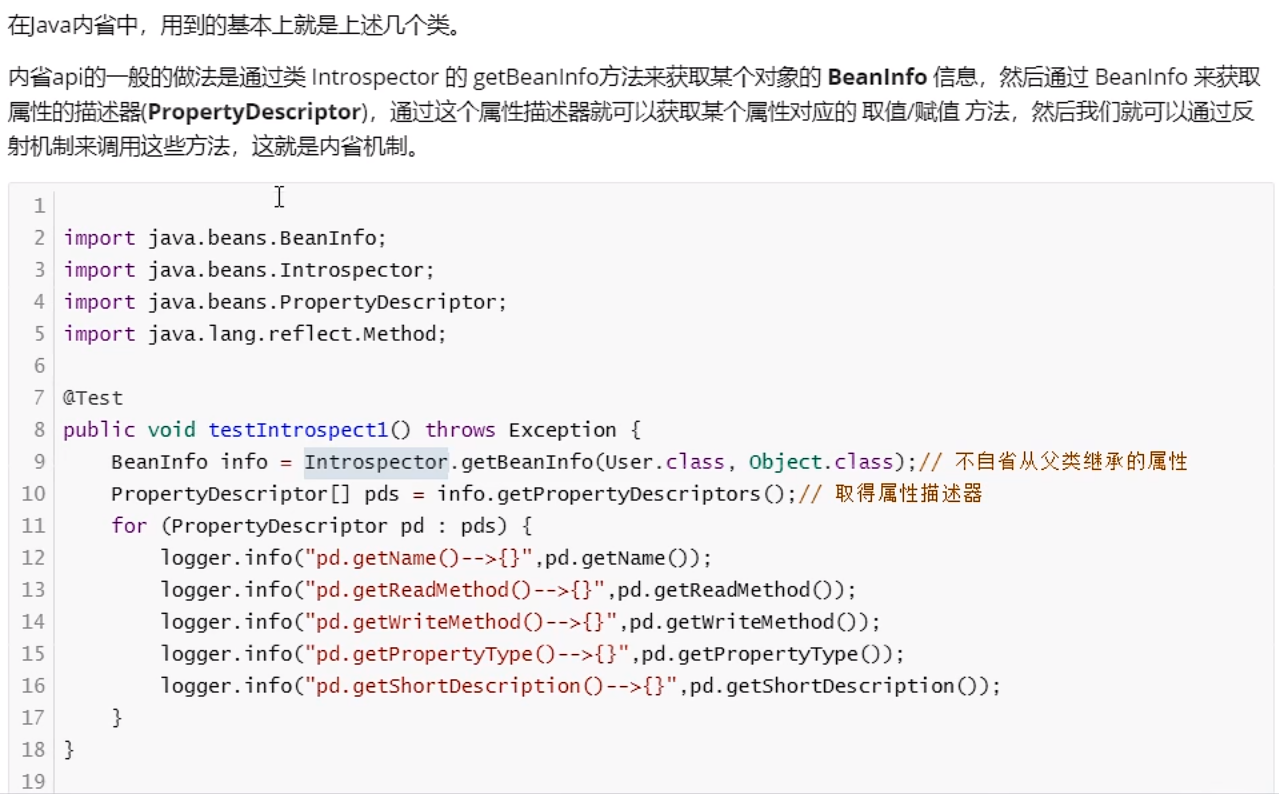 在Java内省中，用到的基本上就是上述几个类。
内省api的一般的做法是通过类 Introspector 的 getBeanInfo方法来获取某个对象的 BeanInfo 信息，然后通过 BeanInfo 来获取
属性的描述器(PropertyDescriptor)，通过这个属性描述器就可以获取某个属性对应的 取值/赋值 方法，然后我们就可以通过反
射机制来调用这些方法，这就是内省机制。
1
2 import java.beans.BeanInfo;
3 import java.beans.Introspector;
4 import java.beans.PropertyDescriptor;
5 import java.lang.reflect.Method;
6
7 @Test
8 public void testIntrospect1() throws Exception {
9     BeanInfo info = Introspector.getBeanInfo(User.class, Object.class);// 不自省从父类继承的属性
10     PropertyDescriptor[] pds = info.getPropertyDescriptors();// 取得属性描述器
11     for (PropertyDescriptor pd : pds) {
12         logger.info("pd.getName()-->{}",pd.getName());
13         logger.info("pd.getReadMethod()-->{}",pd.getReadMethod());
14         logger.info("pd.getWriteMethod()-->{}",pd.getWriteMethod());
15         logger.info("pd.getPropertyType()-->{}",pd.getPropertyType());
16         logger.info("pd.getShortDescription()-->{}",pd.getShortDescription());
17     }
18 }
19